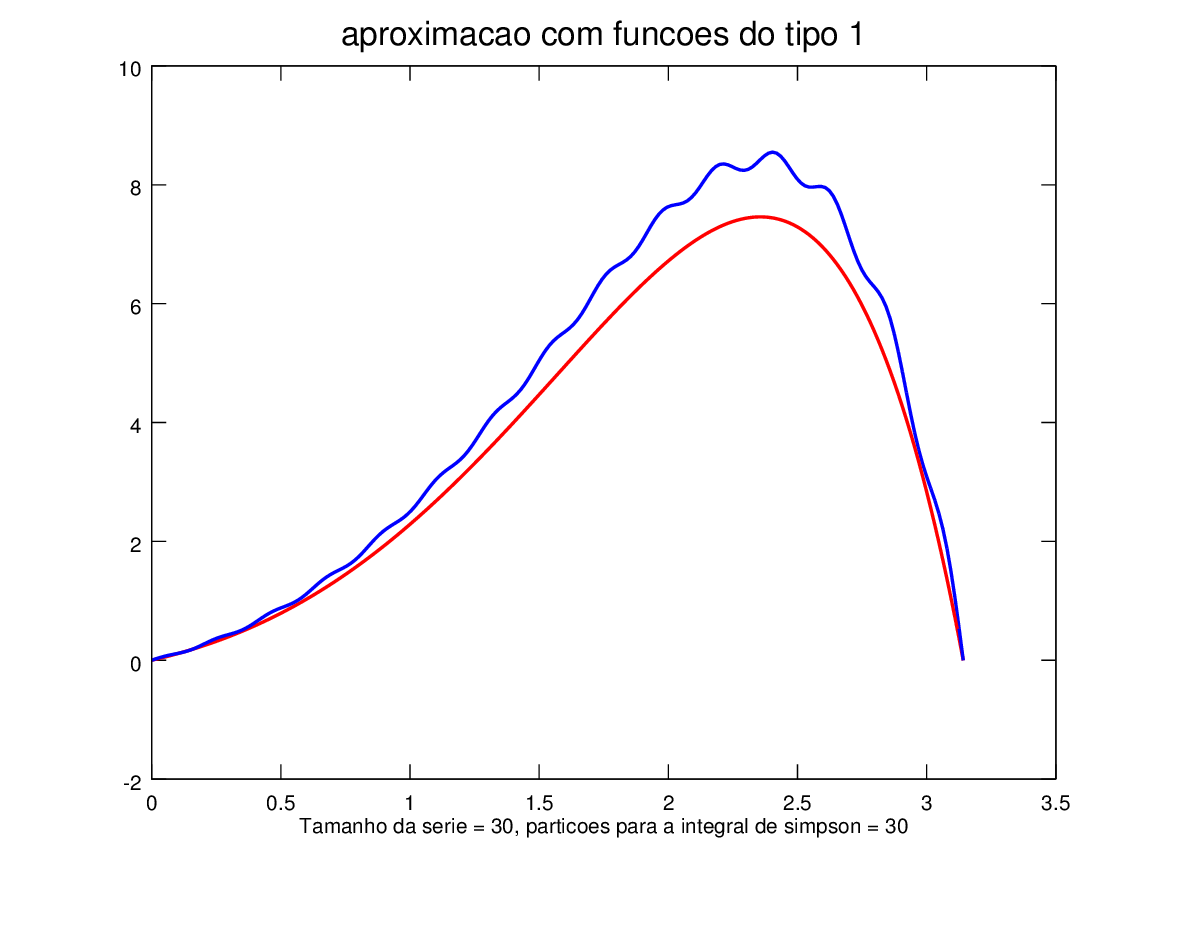 aproximacao com funcoes do tipo 1
10
8
6
4
2
0
-2
0 0.5 1 1.5 2 2.5 3 3.5
Tamanho da serie = 30, particoes para a integral de simpson = 30